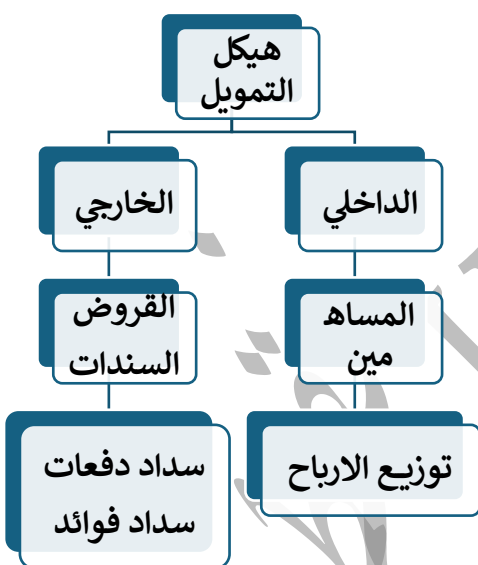 هيكل
التمويل
الداخلي
الخارجي
المساه
مين
القروض
السندات
توزيع الارباح
سداد دفعات
سداد فوائد